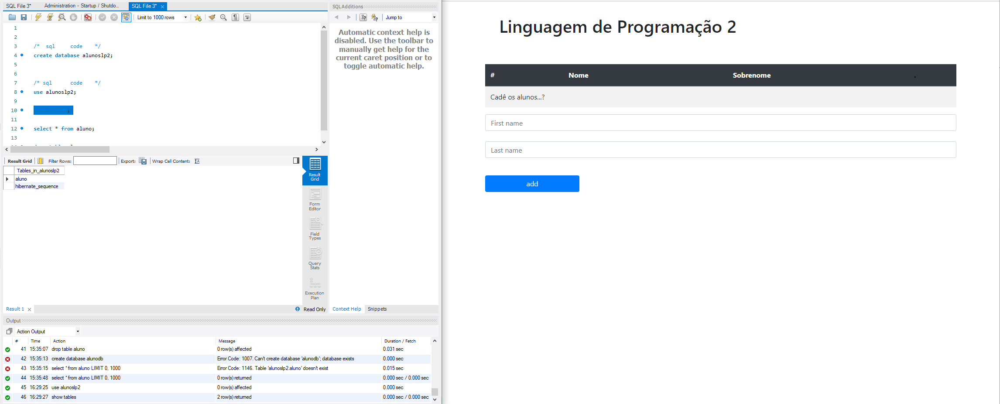 SQL File 3*
Administration - Startup / Shutdo...
SQL File 3*
Limit to 1000 rows
1
2
3 /* sql code */
4 create database alunoslp2;
5
6
7 /* sql code */
8 use alunoslp2;
9
10 ;
11
12 select * from aluno;
13
Result Grid Filter Rows: Export: Wrap Cell Content:
Tables_in_alunoslp2
aluno
hibernate_sequence
Result
Grid
Form
Editor
Field
Types
Query
Stats
Execution
Plan
Result 1
Read Only
SQLAdditions
Jump to
Automatic context help is
disabled. Use the toolbar to
manually get help for the
current caret position or to
toggle automatic help.
Context Help Snippets
Output
Action Output
# Time Action Message Duration / Fetch
41 15:35:07 drop table aluno 0 row(s) affected 0.031 sec
42 15:35:13 create database alunodb Error Code: 1007. Can't create database 'alunodb'; database exists 0.000 sec
43 15:35:15 select * from aluno LIMIT 0, 1000 Error Code: 1146. Table 'alunoslp2.aluno' doesn't exist 0.015 sec
44 15:35:48 select * from aluno LIMIT 0, 1000 0 row(s) returned 0.000 sec / 0.000 sec
45 16:29:25 use alunoslp2 0 row(s) affected 0.000 sec
46 16:29:27 show tables 2 row(s) returned 0.000 sec / 0.000 sec
Linguagem de Programação 2
# Nome Sobrenome .
Cadê os alunos...?
First name
Last name
add